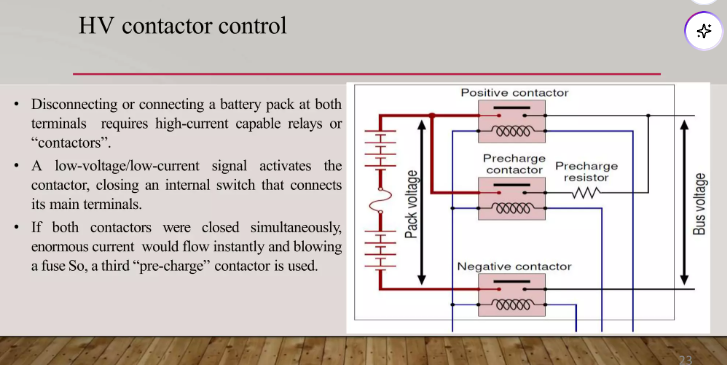 HV contactor control
• Disconnecting or connecting a battery pack at both
terminals requires high-current capable relays or
“contactors”.
• A low-voltage/low-current signal activates the
contactor, closing an internal switch that connects
its main terminals.
• If both contactors were closed simultaneously,
enormous current would flow instantly and blowing
a fuse So, a third “pre-charge” contactor is used.
Positive contactor
Precharge
contactor
Precharge
resistor
Pack voltage
Bus voltage
Negative contactor
23